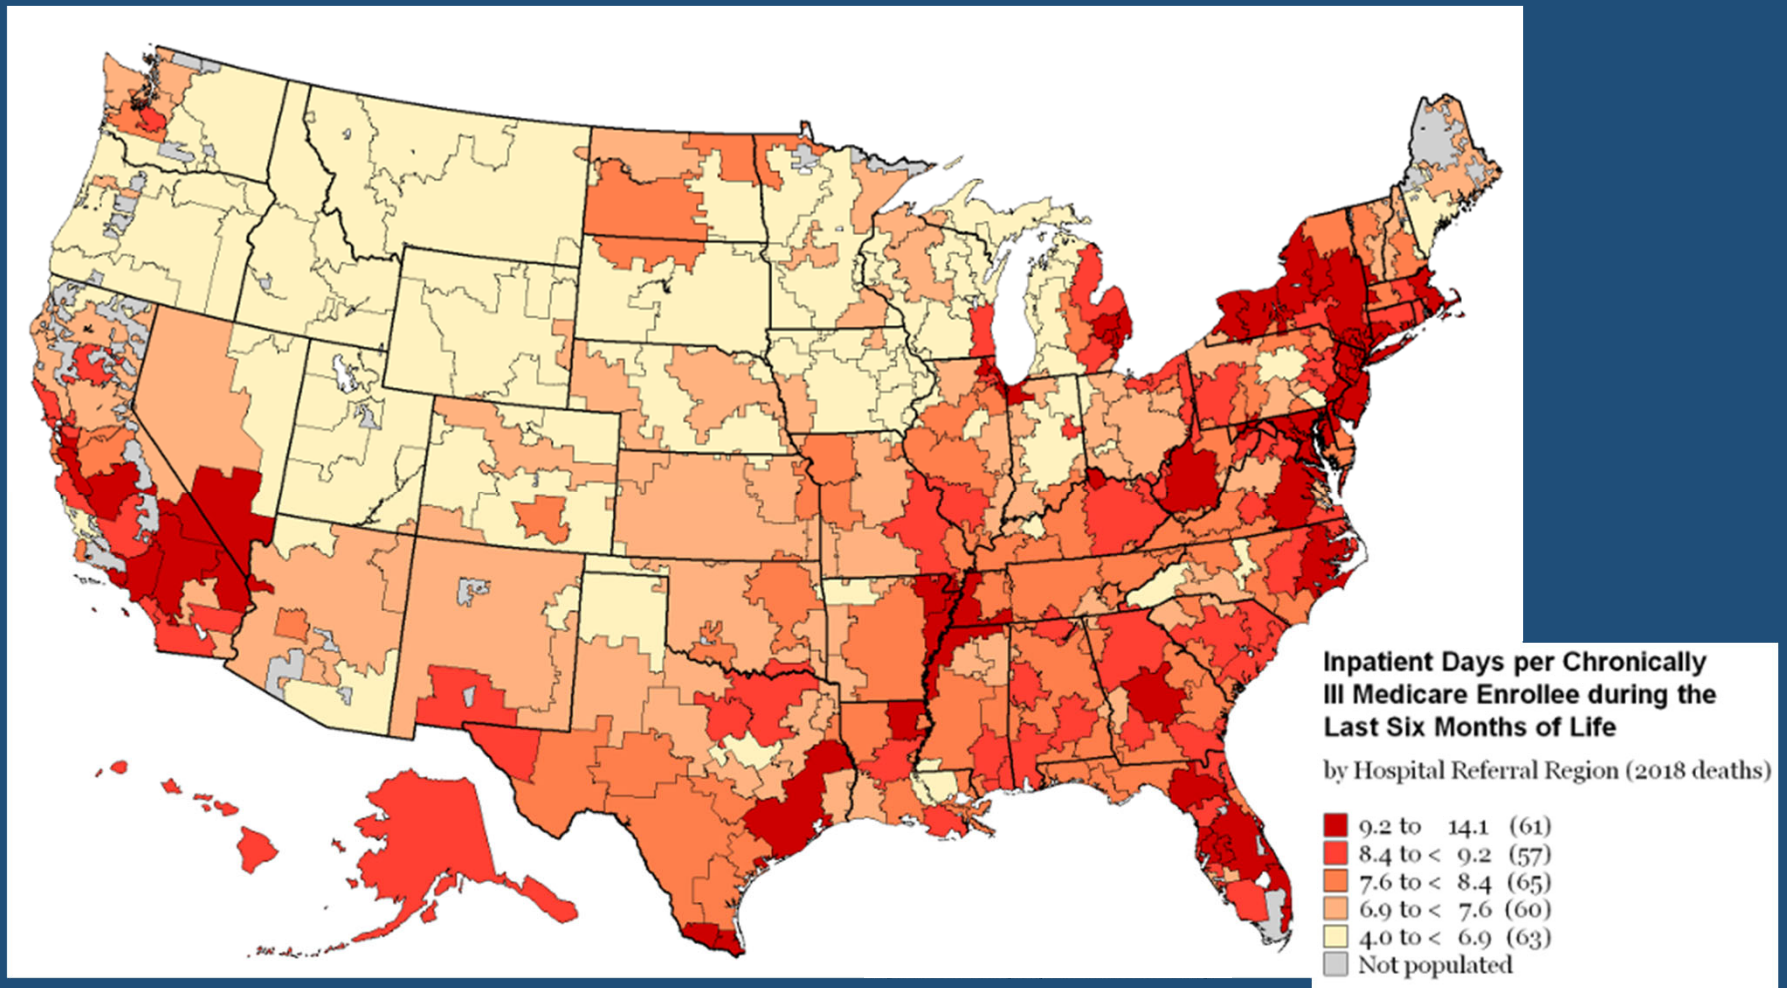 Inpatient Days per Chronically
Ill Medicare Enrollee during the
Last Six Months of Life
by Hospital Referral Region (2018 deaths)
9.2 to 14.1 (61)
8.4 to < 9.2 (57)
7.6 to < 8.4 (65)
6.9 to < 7.6 (60)
4.0 to < 6.9 (63)
Not populated